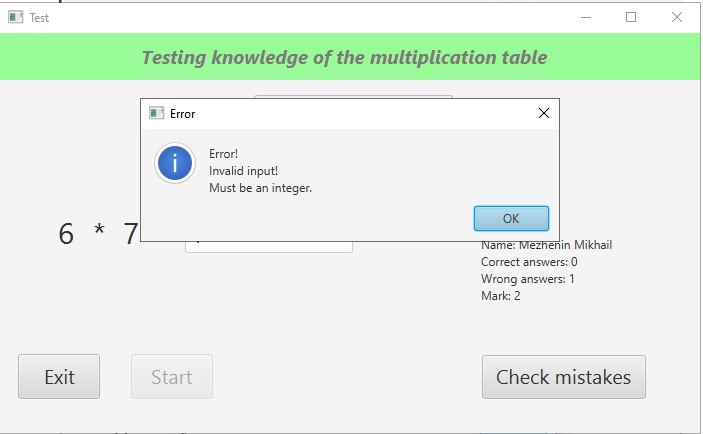 Test
Testing knowledge of the multiplication table
Error
Error!
Invalid input!
Must be an integer.
OK
6 * 7
Name: Mezhenin Mikhail
Correct answers: 0
Wrong answers: 1
Mark: 2
Exit
Start
Check mistakes